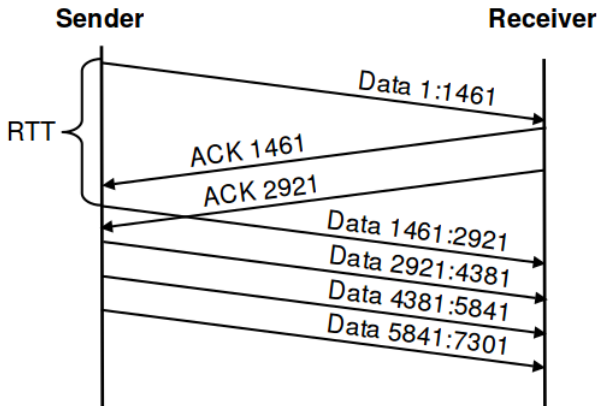 Sender
Receiver
Data 1:1461
RTT
ACK 1461
ACK 2921
Data 1461:2921
Data 2921:4381
Data 4381:5841
Data 5841:7301